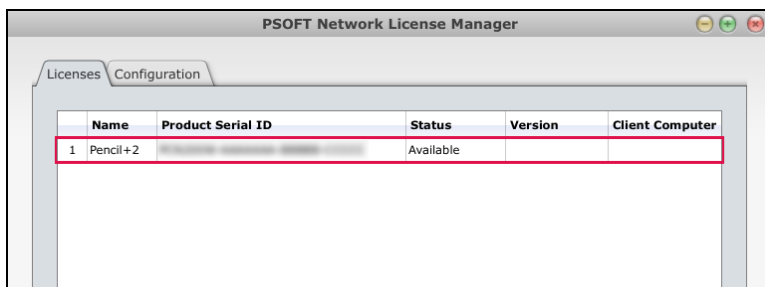 PSOFT Network License Manager
Licenses Configuration
Name Product Serial ID Status Version Client Computer
1 Pencil+2 Available